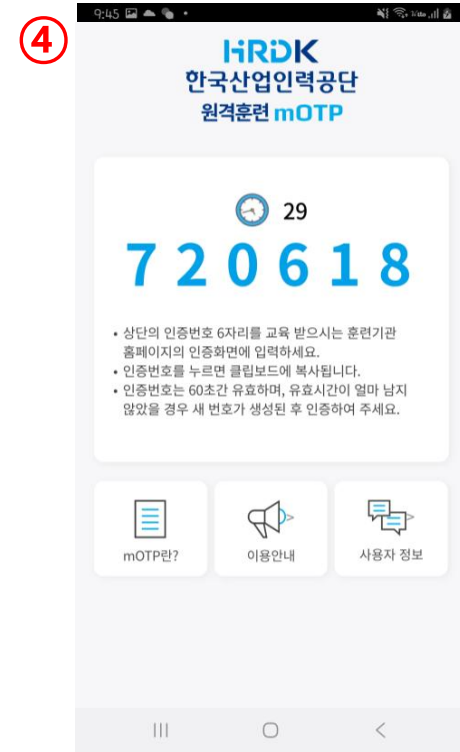 ④
9:45
HRDK
한국산업인력공단
원격훈련 mOTP
29
720618
• 상단의 인증번호 6자리를 교육 받으시는 훈련기관
홈페이지의 인증화면에 입력하세요.
• 인증번호를 누르면 클립보드에 복사됩니다.
• 인증번호는 60초간 유효하며, 유효시간이 얼마 남지
않았을 경우 새 번호가 생성된 후 인증하여 주세요.
mOTP란?
이용안내
사용자 정보